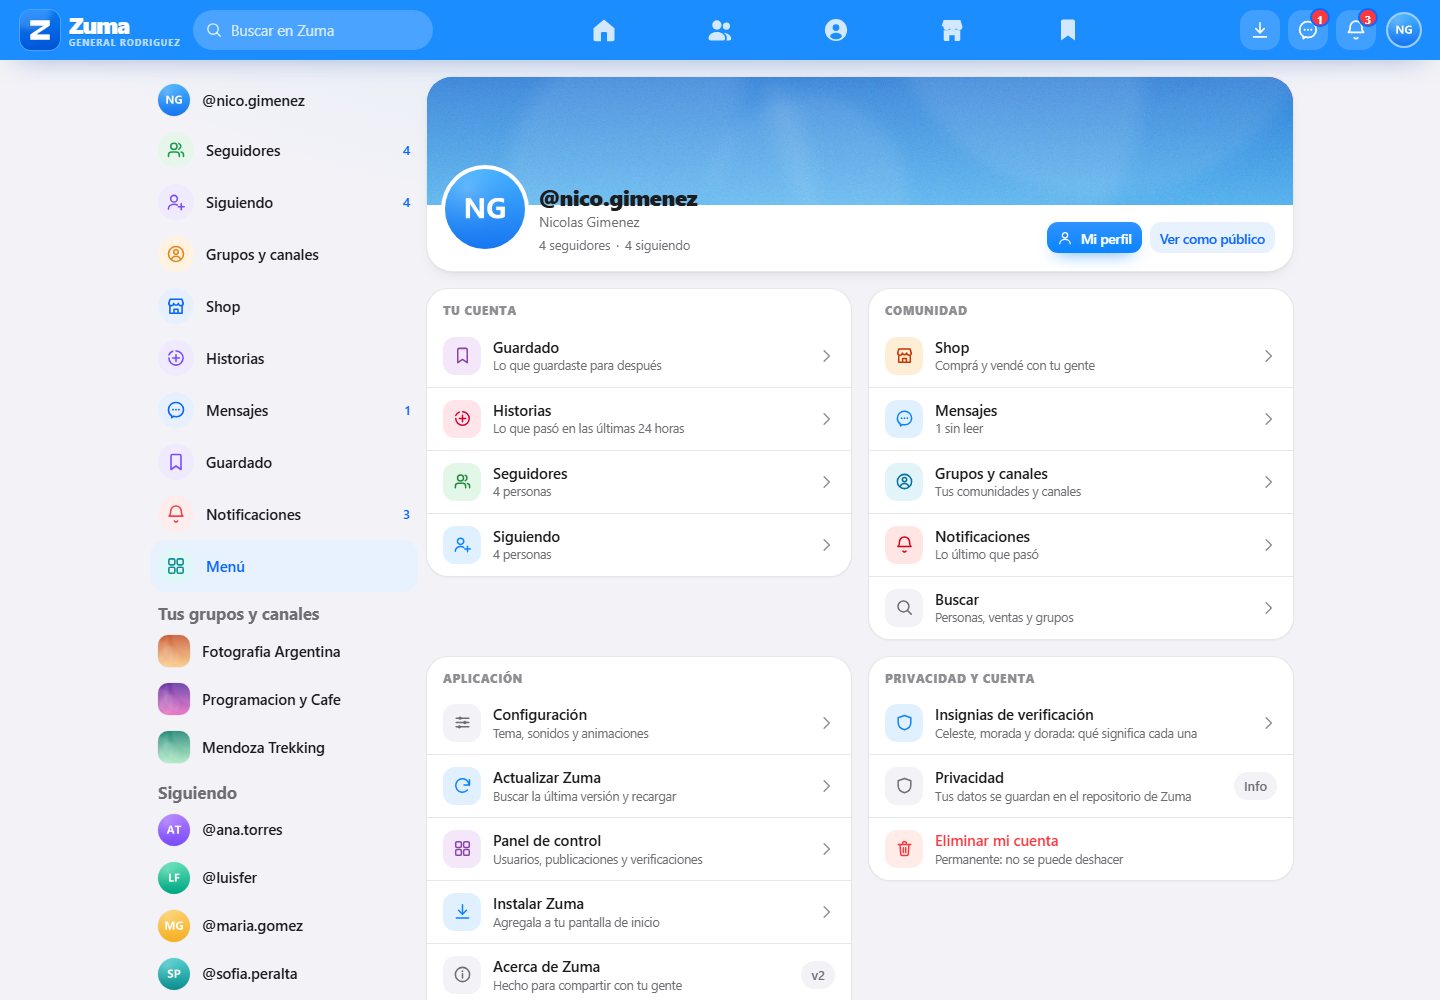 Zuma
GENERAL RODRIGUEZ
Buscar en Zuma
1
3
NG
NG
@nico.gimenez
Seguidores
4
Siguiendo
4
Grupos y canales
Shop
Historias
Mensajes
1
Guardado
Notificaciones
3
Menú
Tus grupos y canales
Fotografia Argentina
Programacion y Cafe
Mendoza Trekking
Siguiendo
AT
@ana.torres
LF
@luisfer
MG
@maria.gomez
SP
@sofia.peralta
NG
@nico.gimenez
Nicolas Gimenez
4 seguidores · 4 siguiendo
Mi perfil
Ver como público
TU CUENTA
Guardado
Lo que guardaste para después
Historias
Lo que pasó en las últimas 24 horas
Seguidores
4 personas
Siguiendo
4 personas
COMUNIDAD
Shop
Comprá y vendé con tu gente
Mensajes
1 sin leer
Grupos y canales
Tus comunidades y canales
Notificaciones
Lo último que pasó
Buscar
Personas, ventas y grupos
APLICACIÓN
Configuración
Tema, sonidos y animaciones
Actualizar Zuma
Buscar la última versión y recargar
Panel de control
Usuarios, publicaciones y verificaciones
Instalar Zuma
Agregala a tu pantalla de inicio
Acerca de Zuma
Hecho para compartir con tu gente
v2
PRIVACIDAD Y CUENTA
Insignias de verificación
Celeste, morada y dorada: qué significa cada una
Privacidad
Tus datos se guardan en el repositorio de Zuma
Info
Eliminar mi cuenta
Permanente: no se puede deshacer